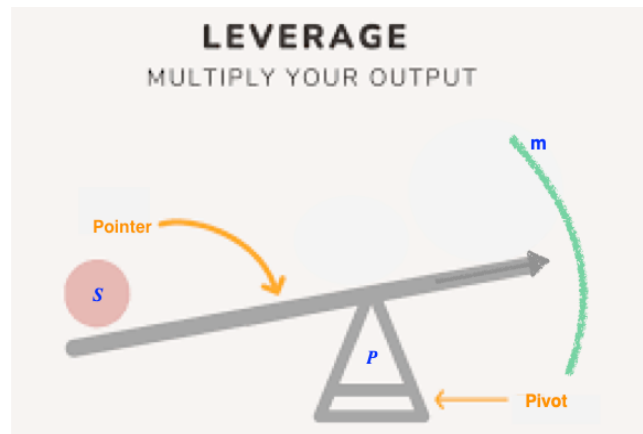 LEVERAGE
MULTIPLY YOUR OUTPUT
m
Pointer
S
P
Pivot